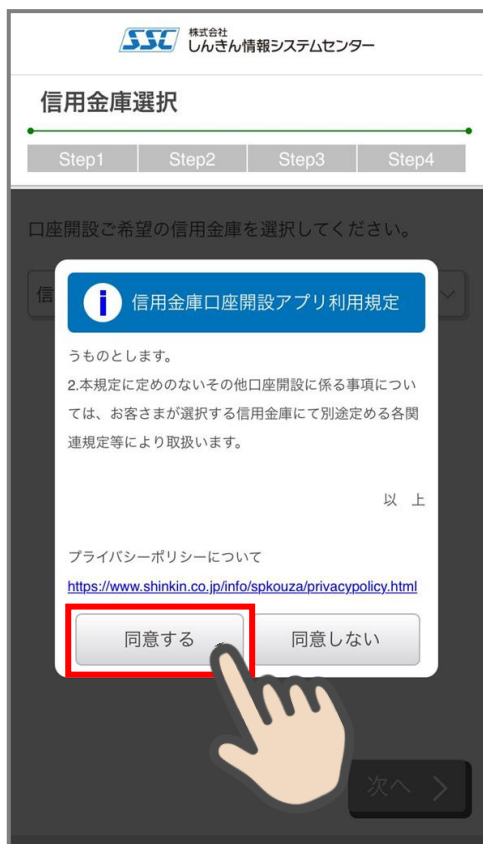 SSC 株式会社
しんきん情報システムセンター
信用金庫選択
Step1 Step2 Step3 Step4
口座開設ご希望の信用金庫を選択してください。
信
i 信用金庫口座開設アプリ利用規定
うものとします。
2.本規定に定めのないその他口座開設に係る事項につい
ては、お客さまが選択する信用金庫にて別途定める各関
連規定等により取扱います。
以 上
プライバシーポリシーについて
https://www.shinkin.co.jp/info/spkouza/privacypolicy.html
同意する 同意しない
次へ